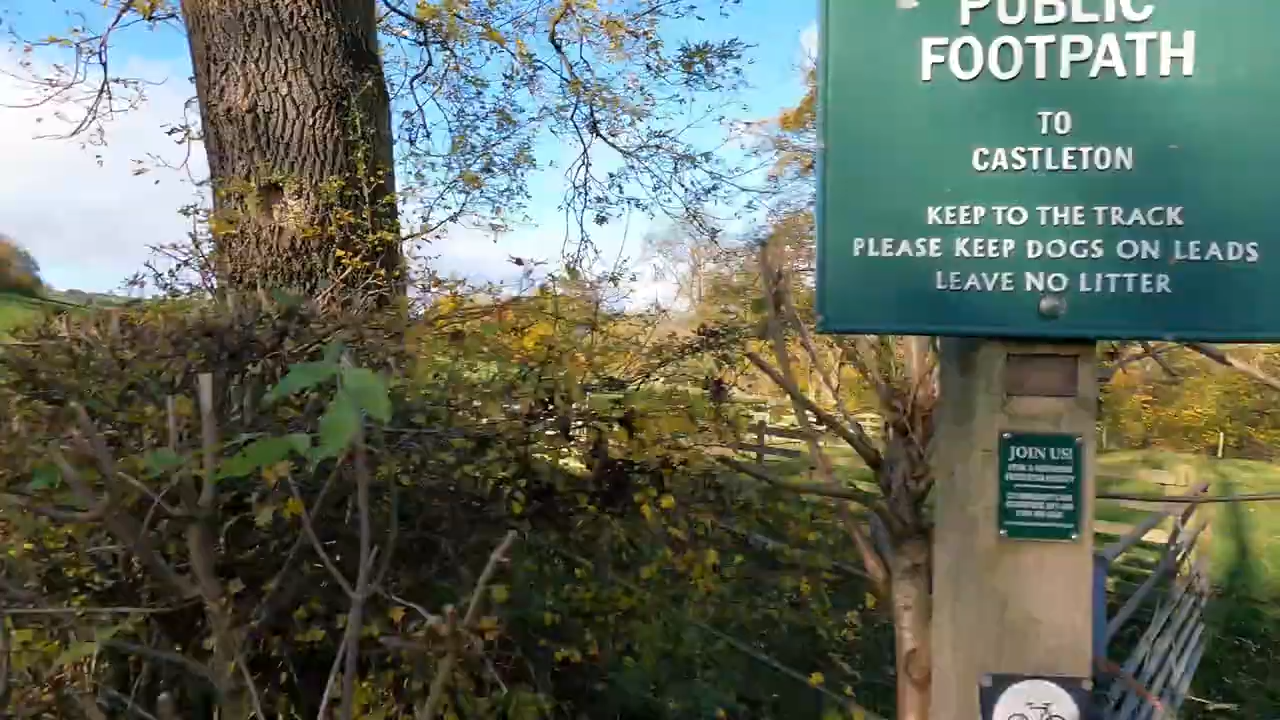 PUBLIC
FOOTPATH
TO
CASTLETON
KEEP TO THE TRACK
PLEASE KEEP DOGS ON LEADS
LEAVE NO LITTER
JOIN US!